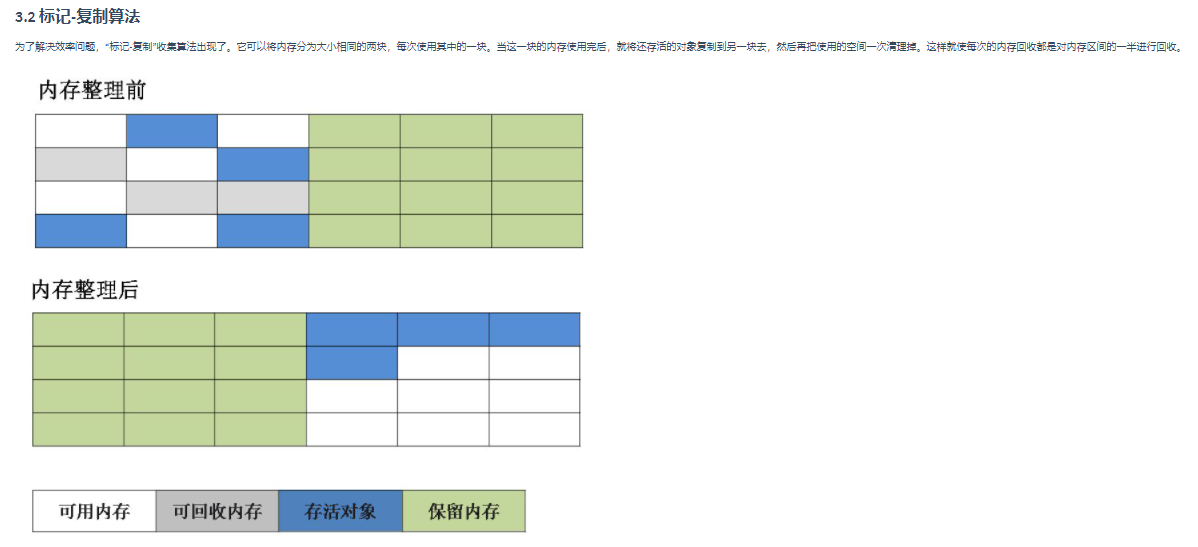 3.2 标记-复制算法
为了解决效率问题，“标记-复制”收集算法出现了。它可以将内存分为大小相同的两块，每次使用其中的一块。当这一块的内存使用完后，就将还存活的对象复制到另一块去，然后再把使用的空间一次清理掉。这样就使每次的内存回收都是对内存区间的一半进行回收。
内存整理前
内存整理后
可用内存 可回收内存 存活对象 保留内存